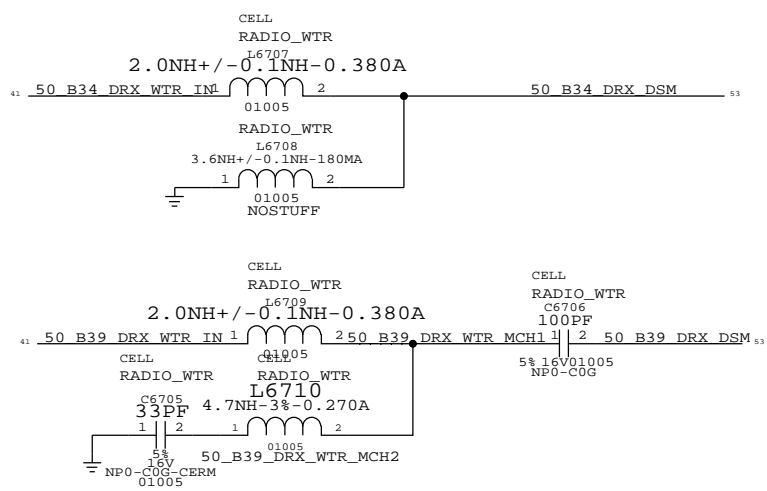 CELL
RADIO_WTR
L6707
2.0NH+/-0.1NH-0.380A
41 50_B34_DRX_WTR_IN 1 2 50_B34_DRX_DSM 53
01005
RADIO_WTR
L6708
3.6NH+/-0.1NH-180MA
1 2
01005
NOSTUFF
CELL
RADIO_WTR
L6709
2.0NH+/-0.1NH-0.380A
CELL
RADIO_WTR
C6706
100PF
41 50_B39_DRX_WTR_IN 1 2 50_B39_DRX_WTR_MCH1 1 2 50_B39_DRX_DSM 53
01005
5% 16V 01005
NP0-C0G
CELL
RADIO_WTR
C6705
33PF
1 2
5%
16V
NP0-C0G-CERM
01005
CELL
RADIO_WTR
L6710
4.7NH-3%-0.270A
1 2
01005
50_B39_DRX_WTR_MCH2